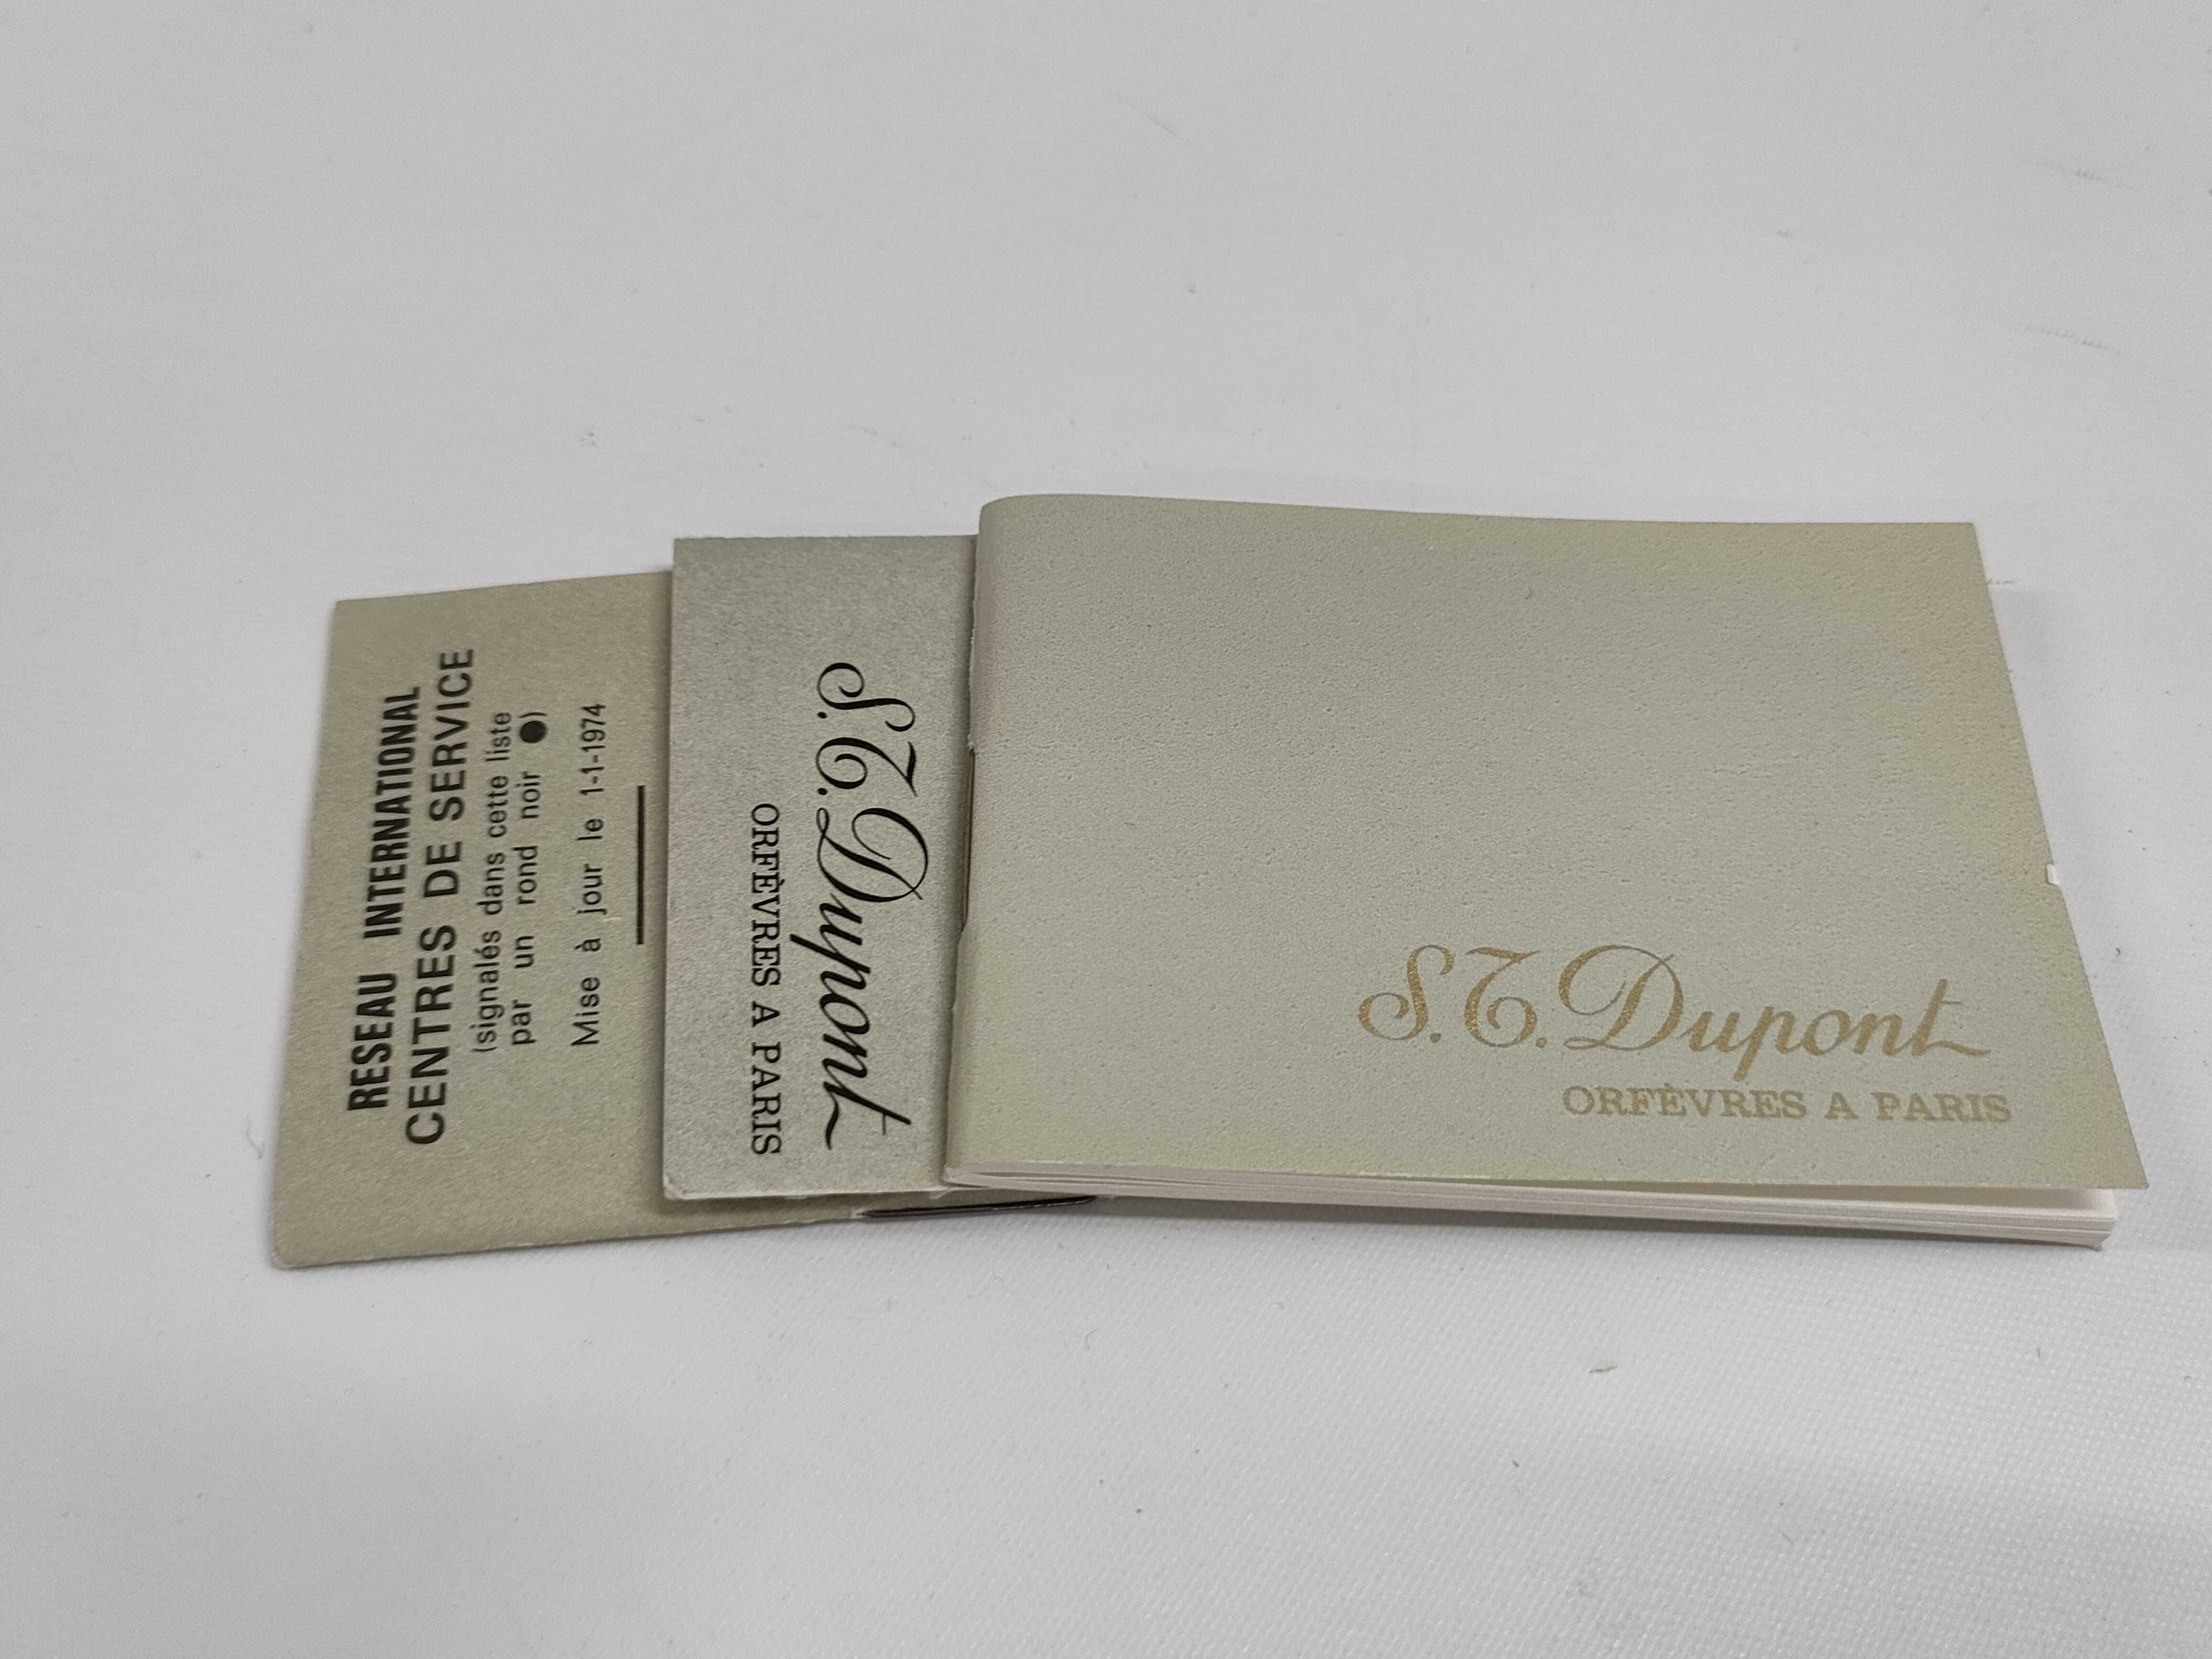 RESEAU INTERNATIONAL
CENTRES DE SERVICE
(signalés dans cette liste
par un rond noir ●)
Mise à jour le 1-1-1974
S.T. Dupont
ORFÈVRES A PARIS
S.T. Dupont
ORFÈVRES A PARIS